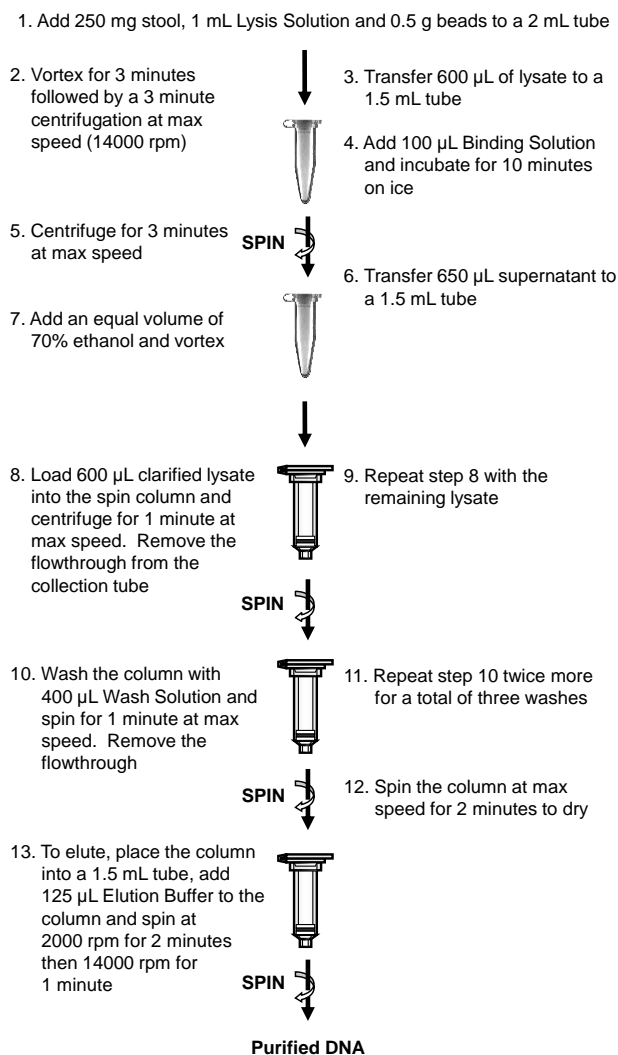 1. Add 250 mg stool, 1 mL Lysis Solution and 0.5 g beads to a 2 mL tube
2. Vortex for 3 minutes
followed by a 3 minute
centrifugation at max
speed (14000 rpm)
3. Transfer 600 µL of lysate to a
1.5 mL tube
4. Add 100 µL Binding Solution
and incubate for 10 minutes
on ice
5. Centrifuge for 3 minutes
at max speed
SPIN
6. Transfer 650 µL supernatant to
a 1.5 mL tube
7. Add an equal volume of
70% ethanol and vortex
8. Load 600 µL clarified lysate
into the spin column and
centrifuge for 1 minute at
max speed.  Remove the
flowthrough from the
collection tube
9. Repeat step 8 with the
remaining lysate
SPIN
10. Wash the column with
400 µL Wash Solution and
spin for 1 minute at max
speed.  Remove the
flowthrough
11. Repeat step 10 twice more
for a total of three washes
SPIN
12. Spin the column at max
speed for 2 minutes to dry
13. To elute, place the column
into a 1.5 mL tube, add
125 µL Elution Buffer to the
column and spin at
2000 rpm for 2 minutes
then 14000 rpm for
1 minute
SPIN
Purified DNA